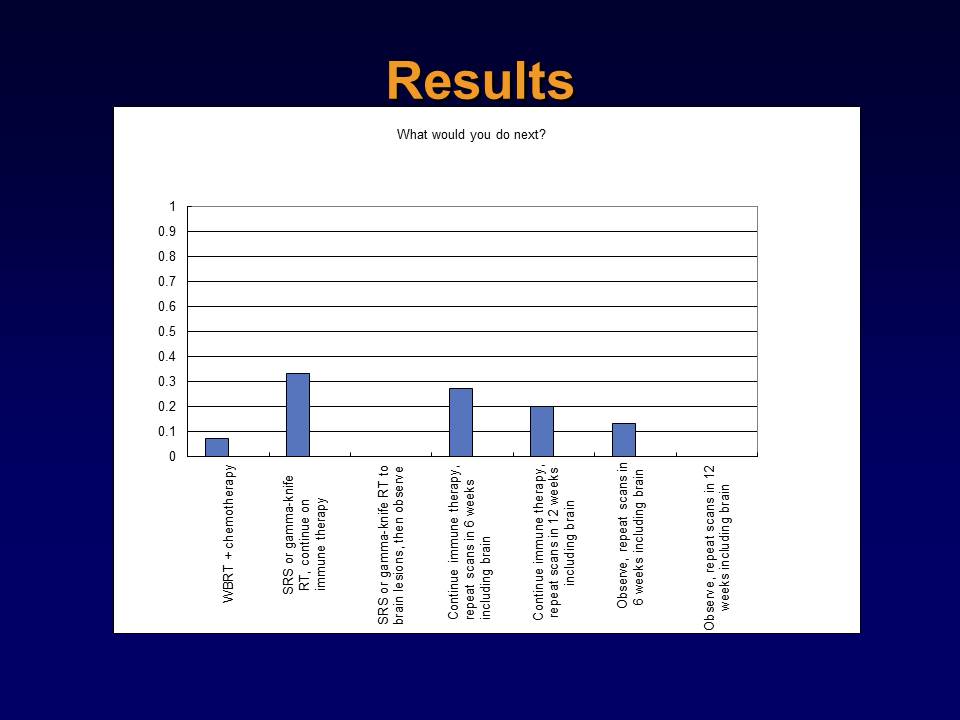 Results
What would you do next?
1
0.9
0.8
0.7
0.6
0.5
0.4
0.3
0.2
0.1
0
WBRT + chemotherapy
SRS or gamma-knife
RT, continue on
immune therapy
SRS or gamma-knife RT to
brain lesions, then observe
Continue immune therapy,
repeat scans in 6 weeks
including brain
Continue immune therapy,
repeat scans in 12 weeks
including brain
Observe, repeat scans in
6 weeks including brain
Observe, repeat scans in 12
weeks including brain